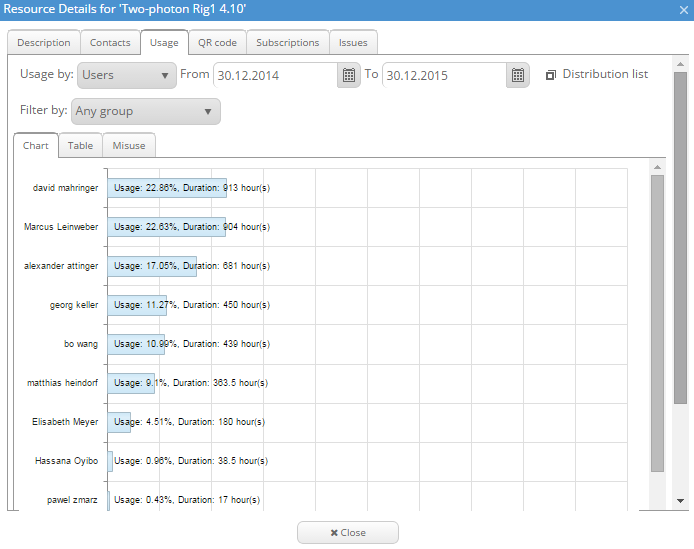 Resource Details for 'Two-photon Rig1 4.10'
Description Contacts Usage QR code Subscriptions Issues
Usage by: Users From 30.12.2014 To 30.12.2015 Distribution list
Filter by: Any group
Chart Table Misuse
david mahringer Usage: 22.86%, Duration: 913 hour(s)
Marcus Leinweber Usage: 22.63%, Duration: 904 hour(s)
alexander attinger Usage: 17.05%, Duration: 681 hour(s)
georg keller Usage: 11.27%, Duration: 450 hour(s)
bo wang Usage: 10.99%, Duration: 439 hour(s)
matthias heindorf Usage: 9.1%, Duration: 363.5 hour(s)
Elisabeth Meyer Usage: 4.51%, Duration: 180 hour(s)
Hassana Oyibo Usage: 0.96%, Duration: 38.5 hour(s)
pawel zmarz Usage: 0.43%, Duration: 17 hour(s)
Close